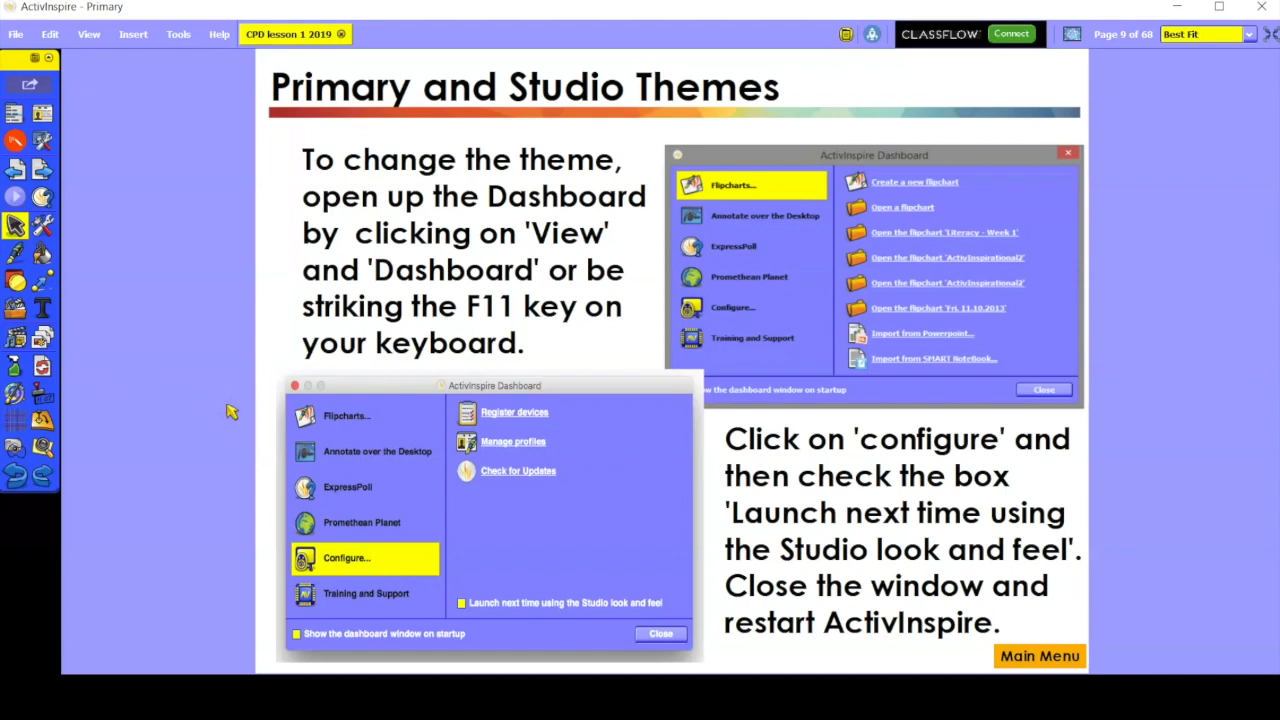 ActivInspire - Primary
File Edit View Insert Tools Help CPD lesson 1 2019 CLASSFLOW Connect Page 9 of 68 Best Fit
Primary and Studio Themes
To change the theme,
open up the Dashboard
by clicking on 'View'
and 'Dashboard' or be
striking the F11 key on
your keyboard.
ActivInspire Dashboard
Flipcharts...
Annotate over the Desktop
ExpressPoll
Promethean Planet
Configure...
Training and Support
Create a new flipchart
Open a flipchart
Open the flipchart 'Literacy - Week 1'
Open the flipchart 'ActivInspirational2'
Open the flipchart 'ActivInspirational2'
Open the flipchart 'Fri. 11.10.2013'
Import from Powerpoint...
Import from SMART NoteBook...
the dashboard window on startup
Close
ActivInspire Dashboard
Flipcharts...
Annotate over the Desktop
ExpressPoll
Promethean Planet
Configure...
Training and Support
Register devices
Manage profiles
Check for Updates
Launch next time using the Studio look and feel
Show the dashboard window on startup
Close
Click on 'configure' and
then check the box
'Launch next time using
the Studio look and feel'.
Close the window and
restart ActivInspire.
Main Menu